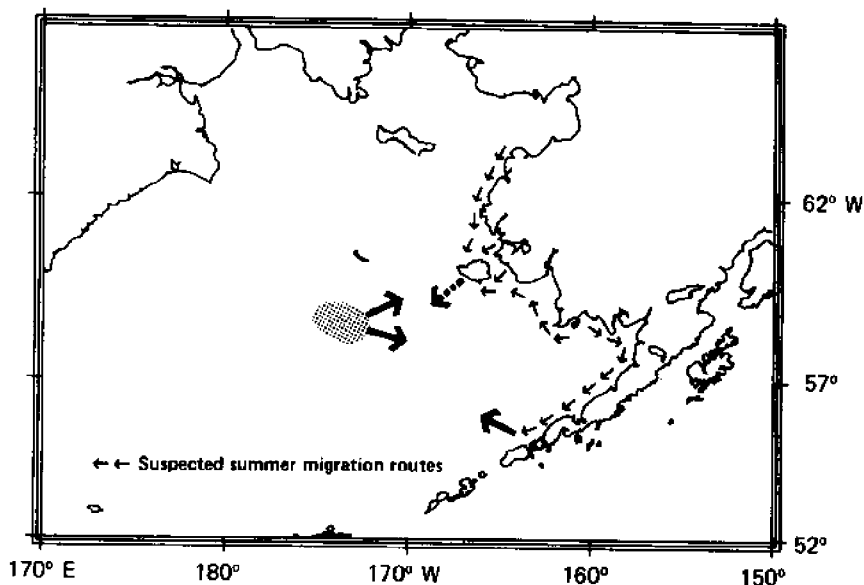 62° W
57°
←← Suspected summer migration routes
52°
170° E 180° 170° W 160° 150°